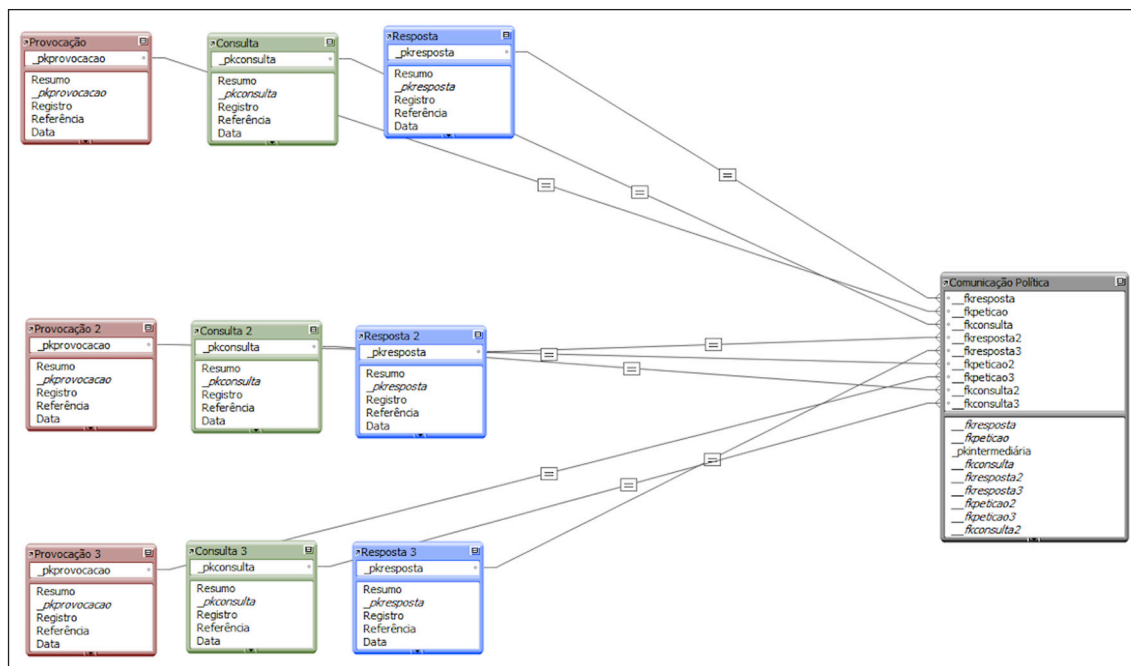 Provocação
_pkprovocacao
Resumo
_pkprovocacao
Registro
Referência
Data
Consulta
_pkconsulta
Resumo
_pkconsulta
Registro
Referência
Data
Resposta
_pkresposta
Resumo
_pkresposta
Registro
Referência
Data
Provocação 2
_pkprovocacao
Resumo
_pkprovocacao
Registro
Referência
Data
Consulta 2
_pkconsulta
Resumo
_pkconsulta
Registro
Referência
Data
Resposta 2
_pkresposta
Resumo
_pkresposta
Registro
Referência
Data
Provocação 3
_pkprovocacao
Resumo
_pkprovocacao
Registro
Referência
Data
Consulta 3
_pkconsulta
Resumo
_pkconsulta
Registro
Referência
Data
Resposta 3
_pkresposta
Resumo
_pkresposta
Registro
Referência
Data
Comunicação Política
__fkresposta
__fkpeticao
__fkconsulta
__fkresposta2
__fkresposta3
__fkpeticao2
__fkpeticao3
__fkconsulta2
__fkconsulta3
__fkresposta
__fkpeticao
_pkintermediária
__fkconsulta
__fkresposta2
__fkresposta3
__fkpeticao2
__fkpeticao3
__fkconsulta2